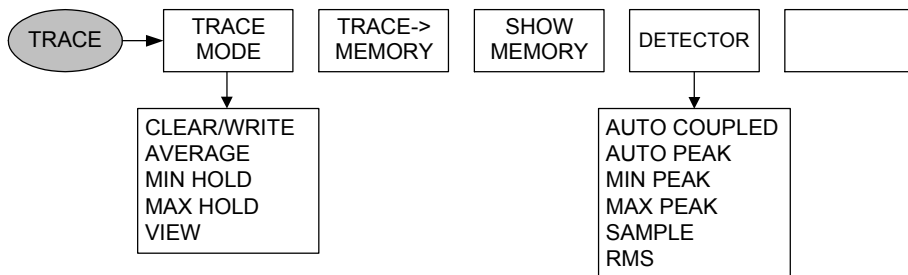 TRACE
TRACE
MODE
TRACE->
MEMORY
SHOW
MEMORY
DETECTOR
CLEAR/WRITE
AVERAGE
MIN HOLD
MAX HOLD
VIEW
AUTO COUPLED
AUTO PEAK
MIN PEAK
MAX PEAK
SAMPLE
RMS